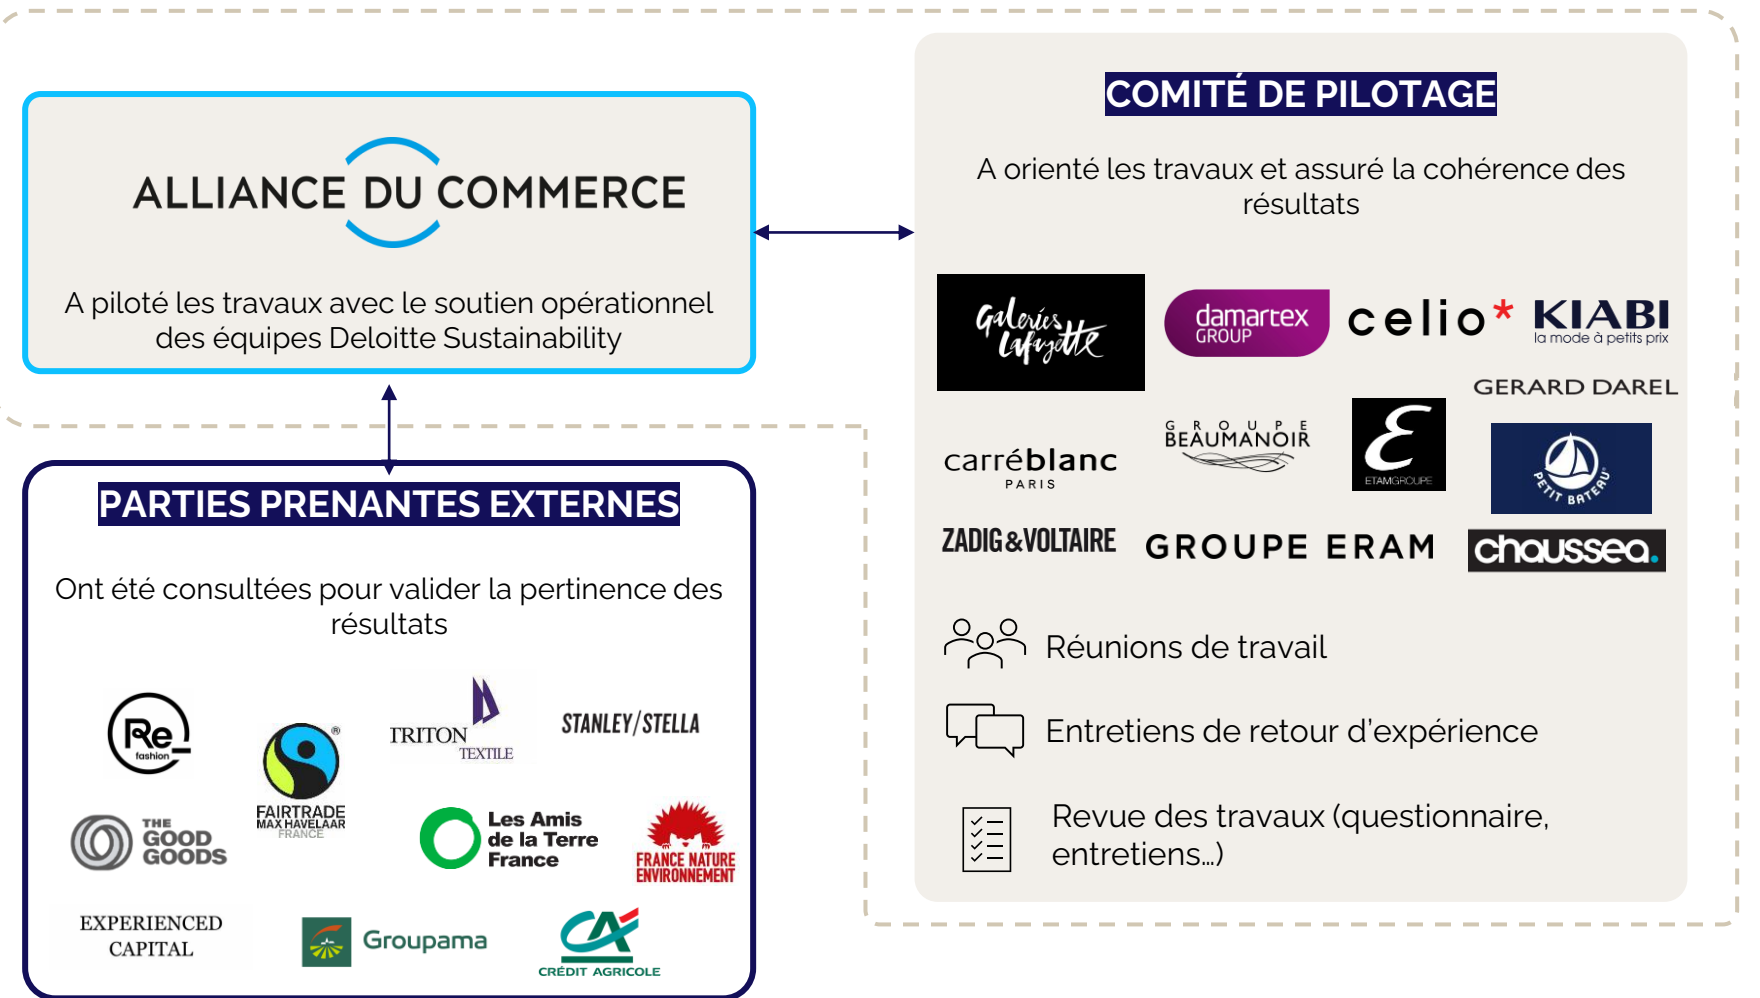 ALLIANCE DU COMMERCE
A piloté les travaux avec le soutien opérationnel
des équipes Deloitte Sustainability
COMITÉ DE PILOTAGE
A orienté les travaux et assuré la cohérence des
résultats
Galeries
Lafayette
damartex
GROUP
celio*
KIABI
la mode à petits prix
GERARD DAREL
carréblanc
PARIS
GROUPE
BEAUMANOIR
E
ETAMGROUPE
PETIT BATEAU
ZADIG&VOLTAIRE
GROUPE ERAM
chaussea.
Réunions de travail
Entretiens de retour d'expérience
Revue des travaux (questionnaire,
entretiens...)
PARTIES PRENANTES EXTERNES
Ont été consultées pour valider la pertinence des
résultats
Re_
fashion
FAIRTRADE
MAX HAVELAAR
FRANCE
®
TRITON
TEXTILE
STANLEY/STELLA
THE
GOOD
GOODS
Les Amis
de la Terre
France
FRANCE NATURE
ENVIRONNEMENT
EXPERIENCED
CAPITAL
Groupama
CA
CRÉDIT AGRICOLE